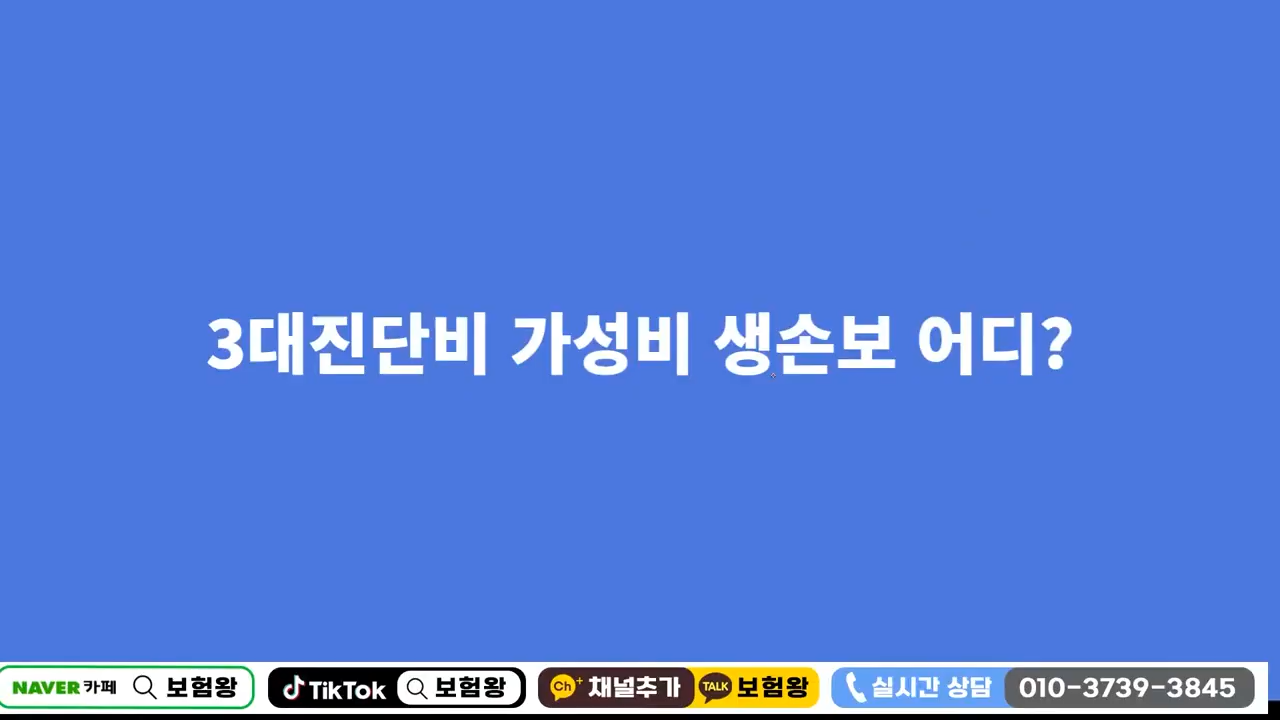 3대진단비 가성비 생손보 어디?
NAVER 카페 보험왕 TikTok 보험왕 Ch+ 채널추가 TALK 보험왕 실시간 상담 010-3739-3845